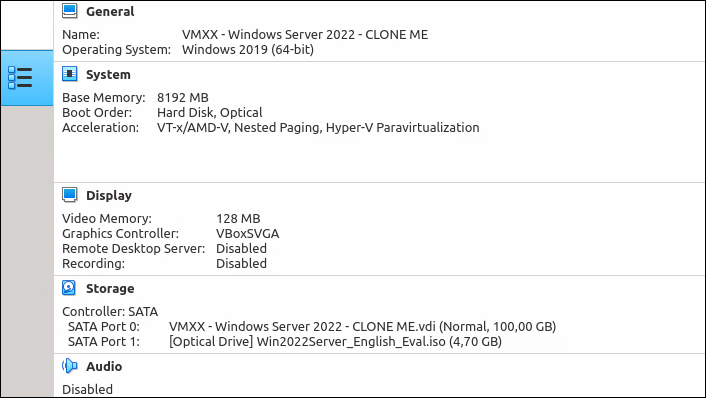 General
Name: VMXX - Windows Server 2022 - CLONE ME
Operating System: Windows 2019 (64-bit)
System
Base Memory: 8192 MB
Boot Order: Hard Disk, Optical
Acceleration: VT-x/AMD-V, Nested Paging, Hyper-V Paravirtualization
Display
Video Memory: 128 MB
Graphics Controller: VBoxSVGA
Remote Desktop Server: Disabled
Recording: Disabled
Storage
Controller: SATA
SATA Port 0: VMXX - Windows Server 2022 - CLONE ME.vdi (Normal, 100,00 GB)
SATA Port 1: [Optical Drive] Win2022Server_English_Eval.iso (4,70 GB)
Audio
Disabled